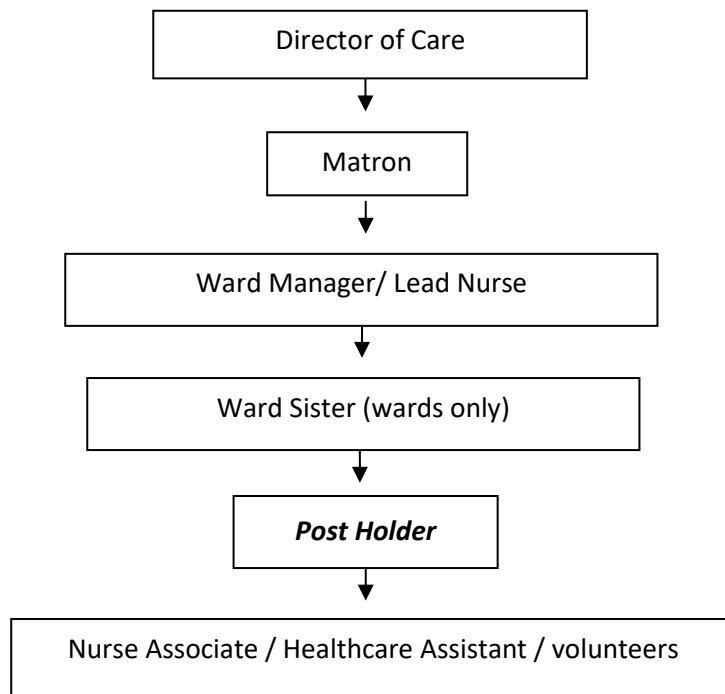 Director of Care
Matron
Ward Manager/ Lead Nurse
Ward Sister (wards only)
Post Holder
Nurse Associate / Healthcare Assistant / volunteers